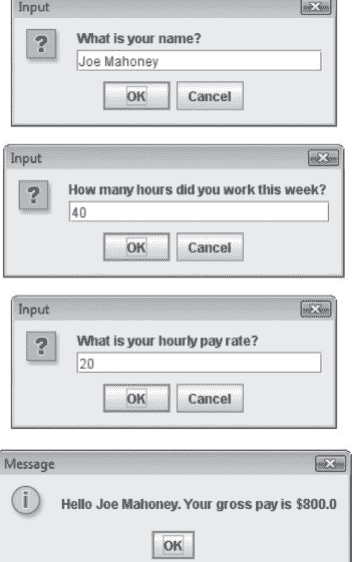 Input
What is your name?
Joe Mahoney
OK Cancel
Input
How many hours did you work this week?
40
OK Cancel
Input
What is your hourly pay rate?
20
OK Cancel
Message
Hello Joe Mahoney. Your gross pay is $800.0
OK